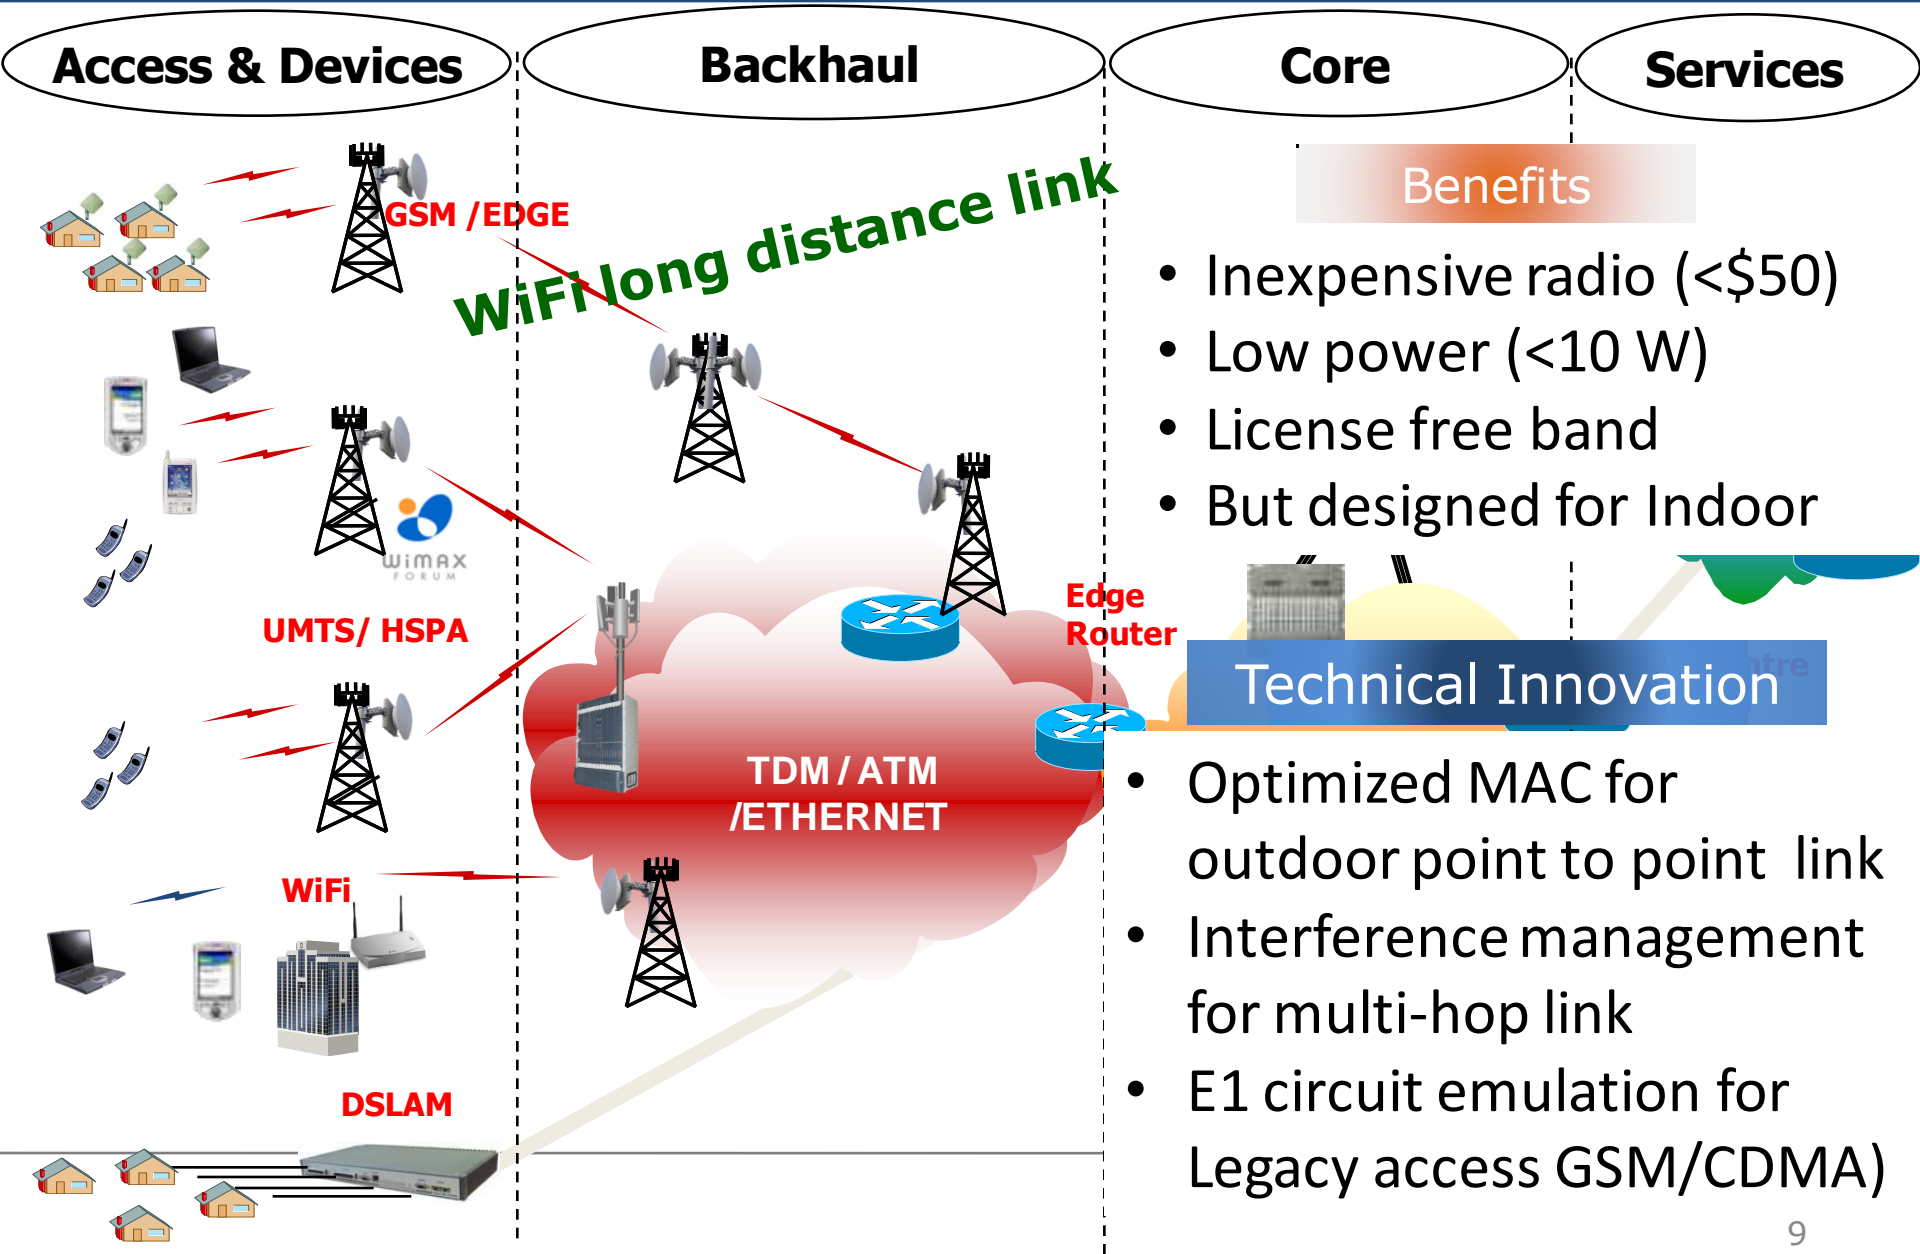 Access & Devices
Backhaul
Core
Services
GSM /EDGE
WiFi long distance link
Benefits
• Inexpensive radio (<$50)
• Low power (<10 W)
• License free band
• But designed for Indoor
WiMAX
FORUM
UMTS/ HSPA
Edge
Router
Technical Innovation
ntre
TDM / ATM
/ETHERNET
• Optimized MAC for
outdoor point to point link
• Interference management
for multi-hop link
• E1 circuit emulation for
Legacy access GSM/CDMA)
WiFi
DSLAM
9